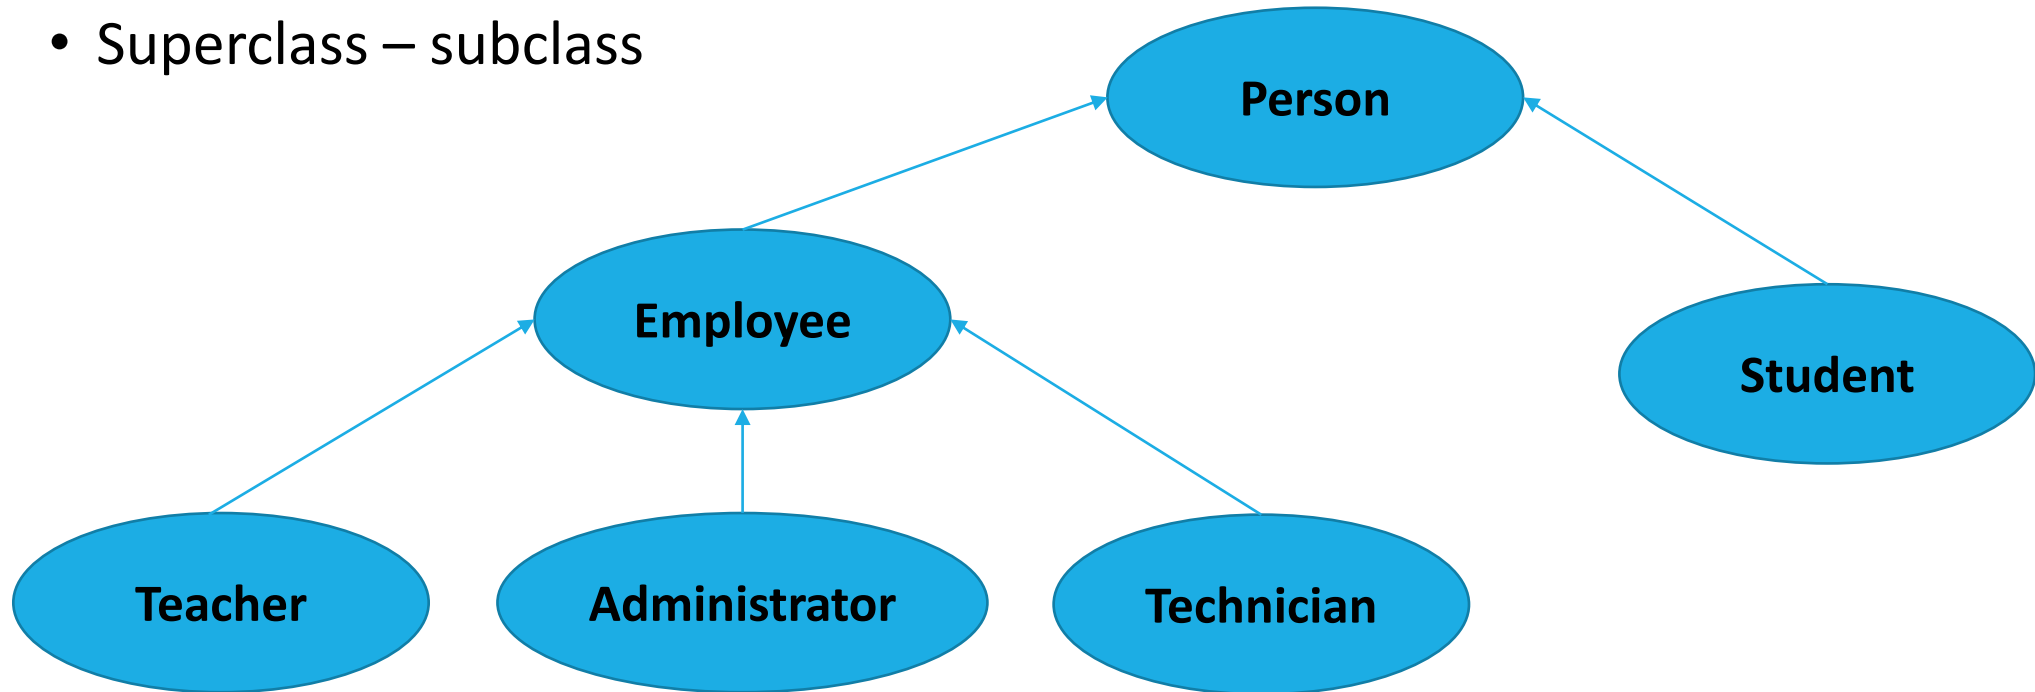 • Superclass – subclass
Person
Employee
Student
Teacher
Administrator
Technician